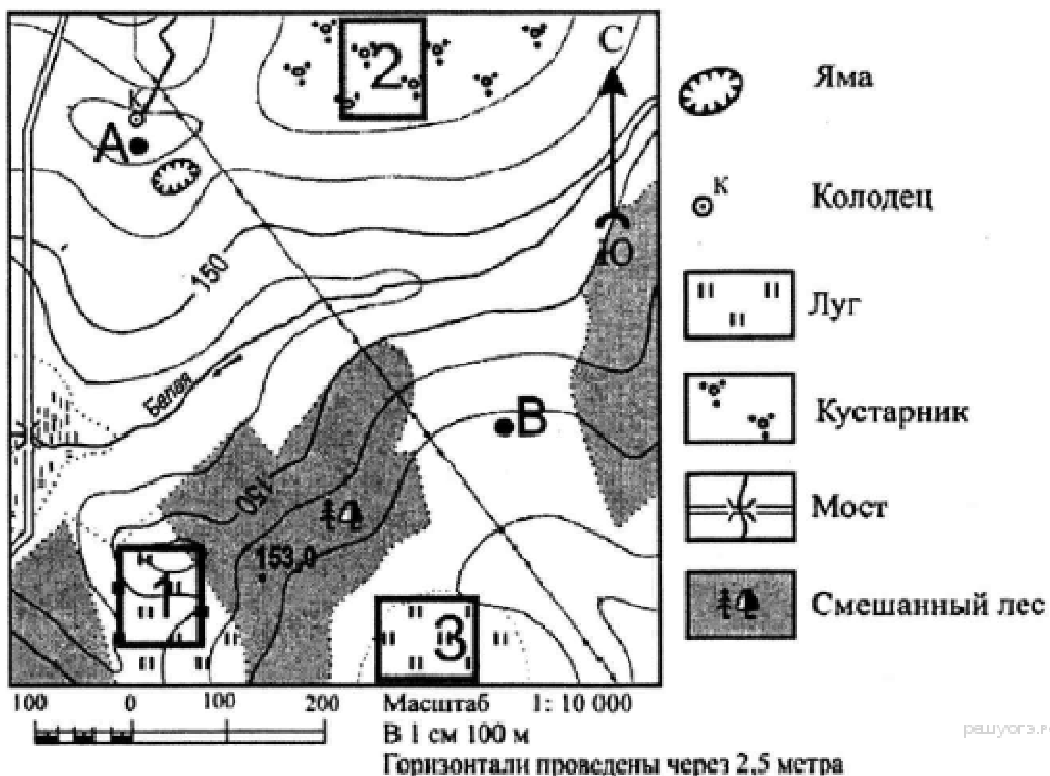 С
2
К
А
Ю
150
Белая
В
150
153,0
1
3
Яма
К
Колодец
Луг
Кустарник
Мост
Смешанный лес
100 0 100 200
Масштаб 1: 10 000
В 1 см 100 м
Горизонтали проведены через 2,5 метра